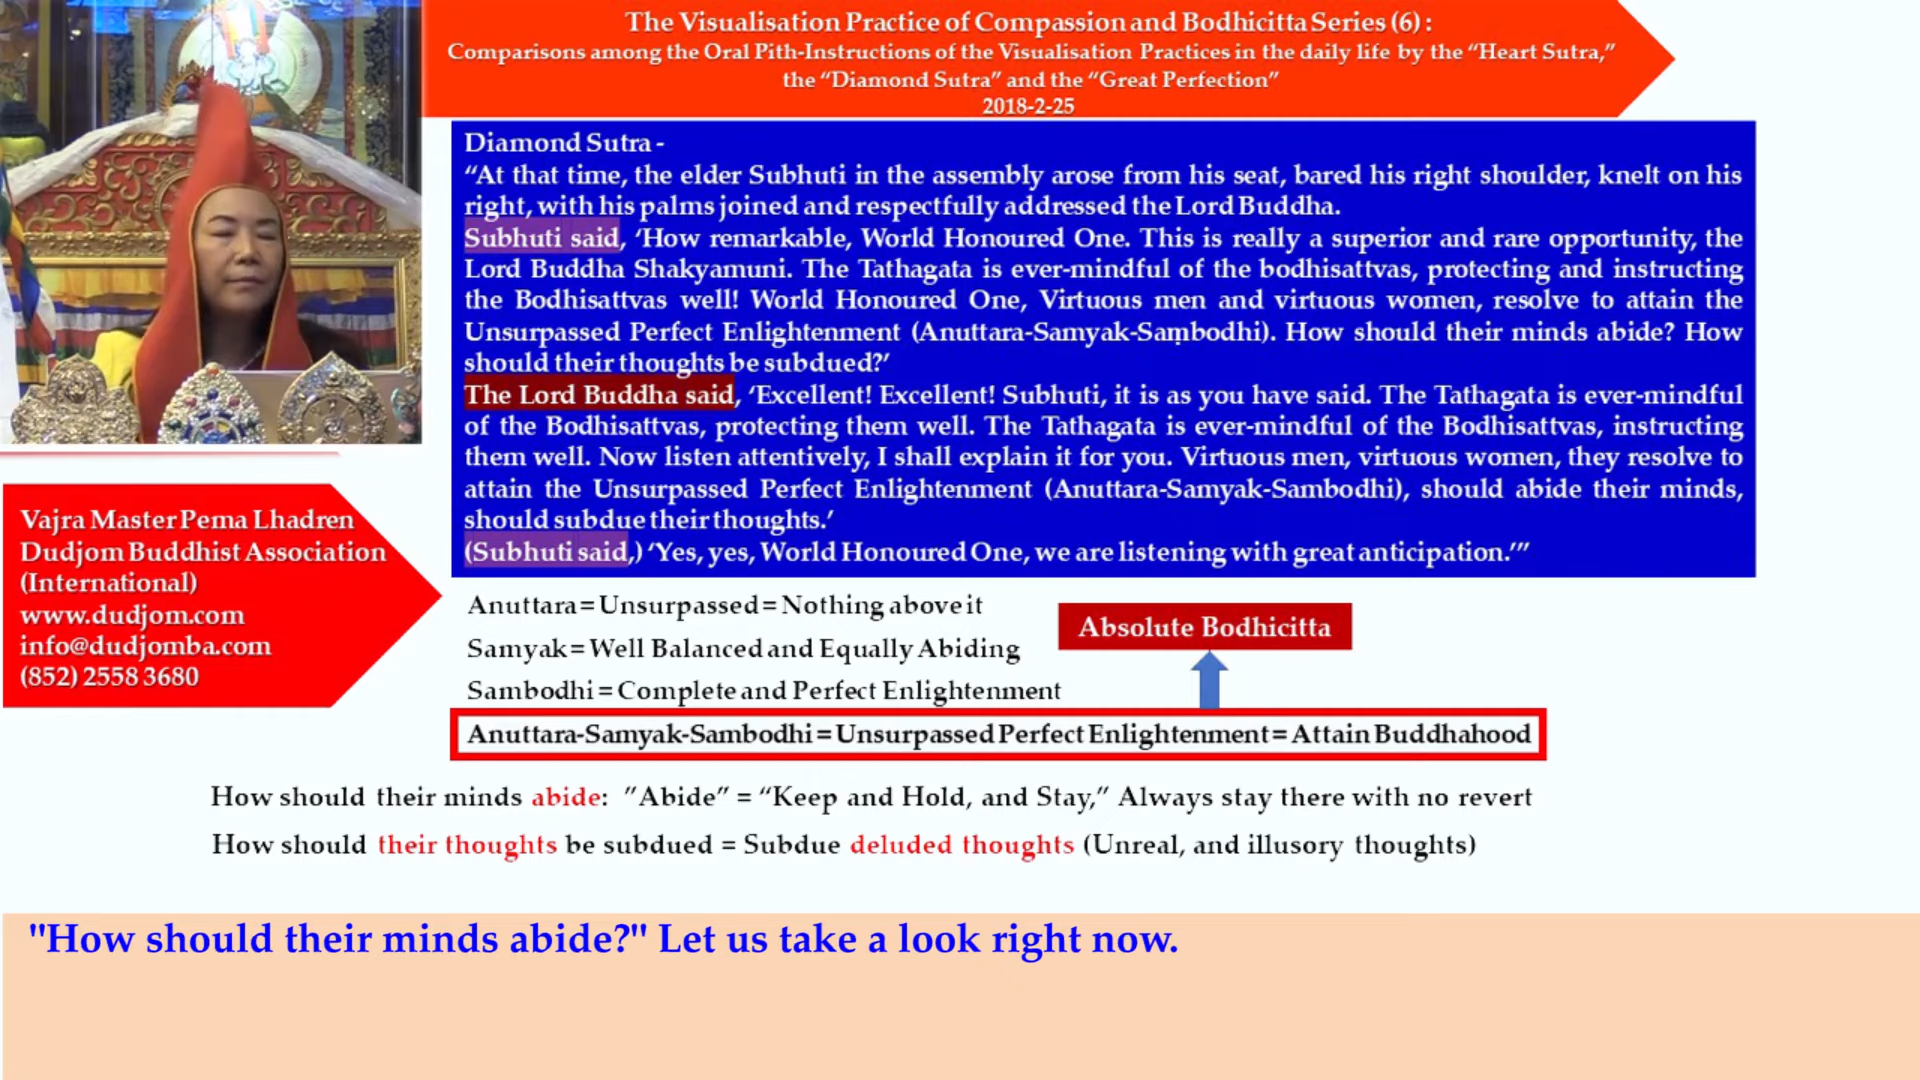 The Visualisation Practice of Compassion and Bodhicitta Series (6) :
Comparisons among the Oral Pith-Instructions of the Visualisation Practices in the daily life by the “Heart Sutra,”
the “Diamond Sutra” and the “Great Perfection”
2018-2-25
Diamond Sutra -
“At that time, the elder Subhuti in the assembly arose from his seat, bared his right shoulder, knelt on his
right, with his palms joined and respectfully addressed the Lord Buddha.
Subhuti said, ‘How remarkable, World Honoured One. This is really a superior and rare opportunity, the
Lord Buddha Shakyamuni. The Tathagata is ever-mindful of the bodhisattvas, protecting and instructing
the Bodhisattvas well! World Honoured One, Virtuous men and virtuous women, resolve to attain the
Unsurpassed Perfect Enlightenment (Anuttara-Samyak-Saṃbodhi). How should their minds abide? How
should their thoughts be subdued?’
The Lord Buddha said, ‘Excellent! Excellent! Subhuti, it is as you have said. The Tathagata is ever-mindful
of the Bodhisattvas, protecting them well. The Tathagata is ever-mindful of the Bodhisattvas, instructing
them well. Now listen attentively, I shall explain it for you. Virtuous men, virtuous women, they resolve to
attain the Unsurpassed Perfect Enlightenment (Anuttara-Samyak-Sambodhi), should abide their minds,
should subdue their thoughts.’
(Subhuti said,) ‘Yes, yes, World Honoured One, we are listening with great anticipation.’”
Vajra Master Pema Lhadren
Dudjom Buddhist Association
(International)
www.dudjom.com
info@dudjomba.com
(852) 2558 3680
Anuttara = Unsurpassed = Nothing above it
Samyak = Well Balanced and Equally Abiding
Sambodhi = Complete and Perfect Enlightenment
Absolute Bodhicitta
Anuttara-Samyak-Sambodhi = Unsurpassed Perfect Enlightenment = Attain Buddhahood
How should their minds abide: ”Abide” = “Keep and Hold, and Stay,” Always stay there with no revert
How should their thoughts be subdued = Subdue deluded thoughts (Unreal, and illusory thoughts)
"How should their minds abide?" Let us take a look right now.